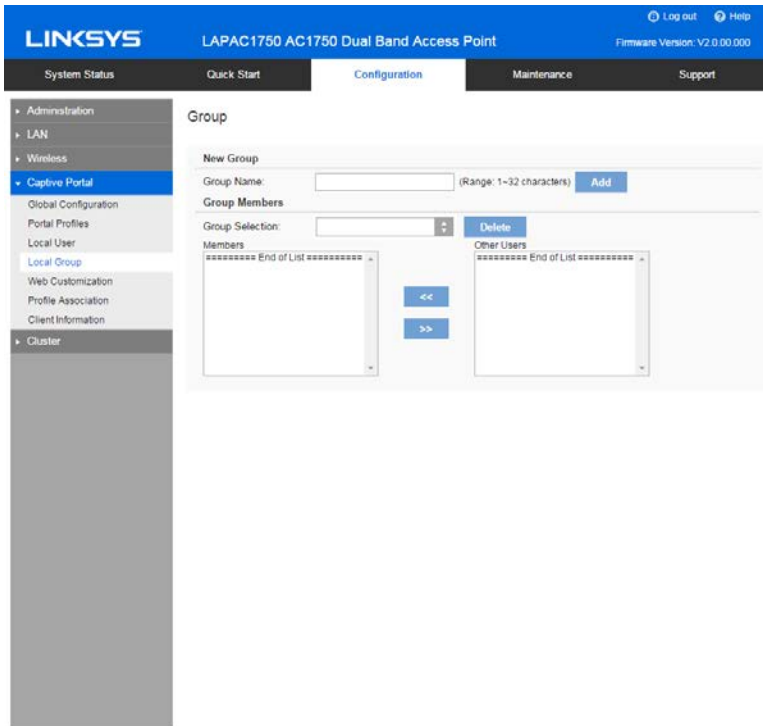 Log out Help
LINKSYS LAPAC1750 AC1750 Dual Band Access Point Firmware Version: V2.0.00.000
System Status Quick Start Configuration Maintenance Support
Administration
LAN
Wireless
Captive Portal
Global Configuration
Portal Profiles
Local User
Local Group
Web Customization
Profile Association
Client Information
Cluster
Group
New Group
Group Name: (Range: 1~32 characters) Add
Group Members
Group Selection: Delete
Members Other Users
========= End of List ========== ========= End of List ==========
<<
>>